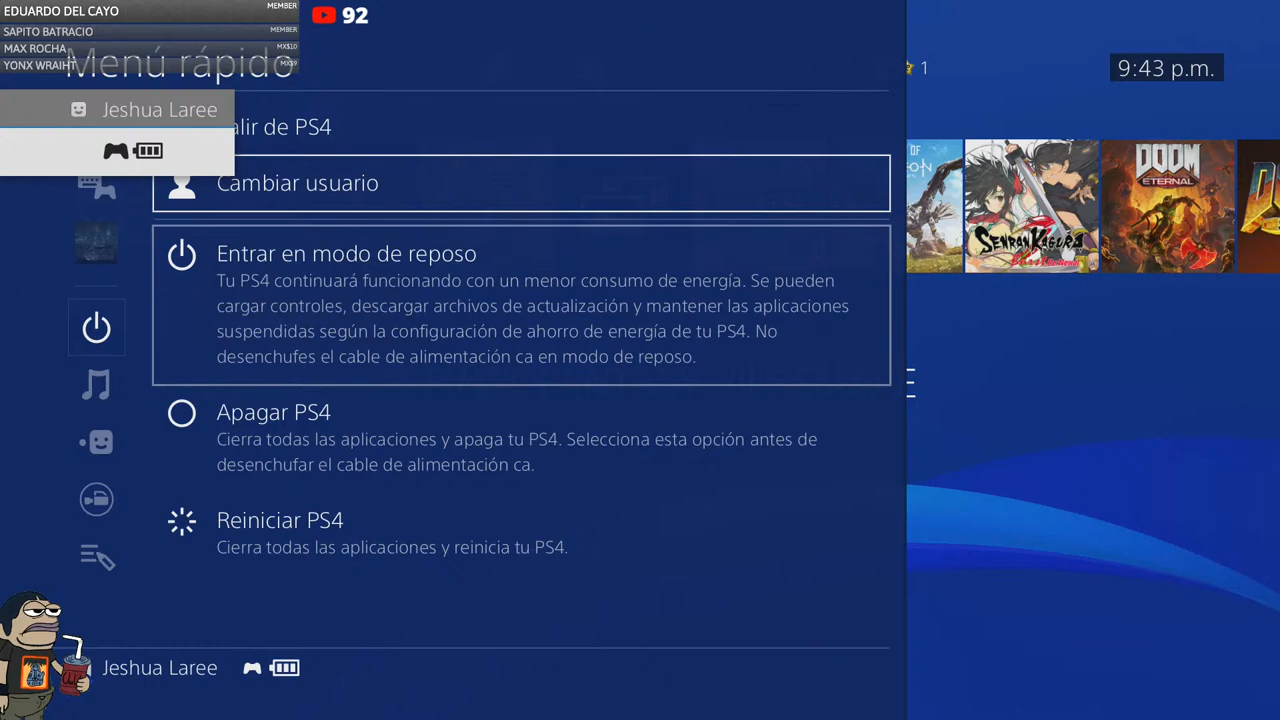 EDUARDO DEL CAYO MEMBER
SAPITO BATRACIO MEMBER
MAX ROCHA MX$10
YONX WRAIHT MX$9
92
Menú rápido
1
9:43 p.m.
Jeshua Laree
alir de PS4
Cambiar usuario
Entrar en modo de reposo
Tu PS4 continuará funcionando con un menor consumo de energía. Se pueden
cargar controles, descargar archivos de actualización y mantener las aplicaciones
suspendidas según la configuración de ahorro de energía de tu PS4. No
desenchufes el cable de alimentación ca en modo de reposo.
Apagar PS4
Cierra todas las aplicaciones y apaga tu PS4. Selecciona esta opción antes de
desenchufar el cable de alimentación ca.
Reiniciar PS4
Cierra todas las aplicaciones y reinicia tu PS4.
Jeshua Laree
OF
SENRAN KAGURA
DOOM
ETERNAL